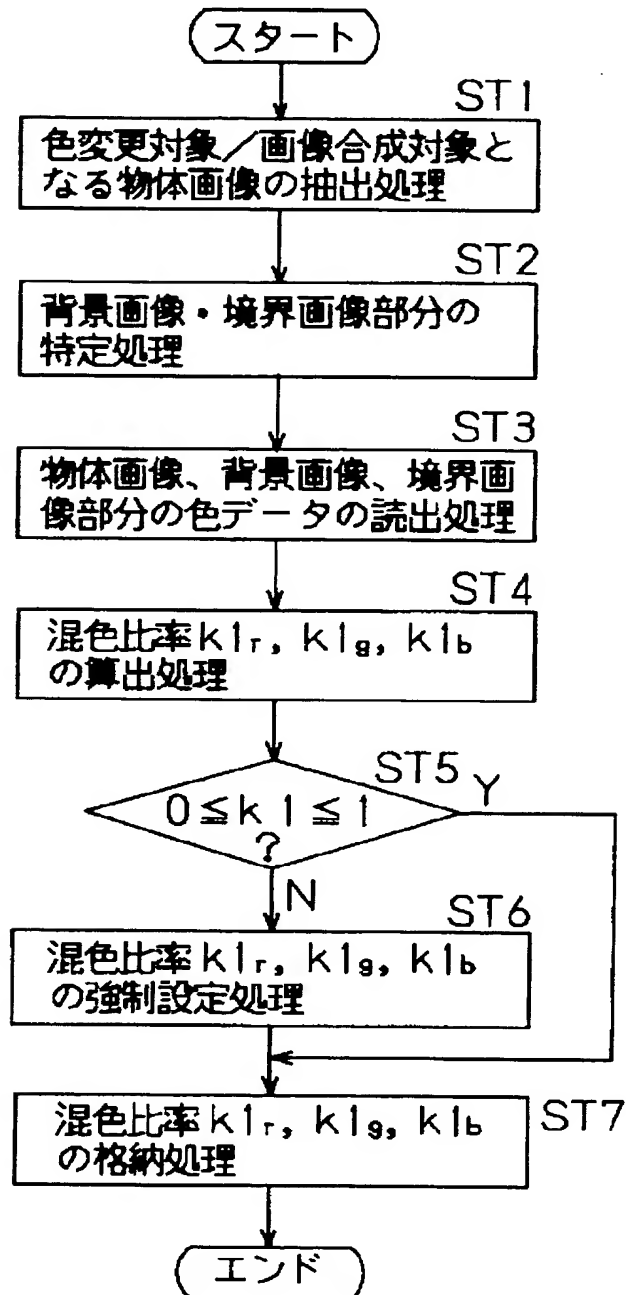 スタート
ST1
色変更対象／画像合成対象と
なる物体画像の抽出処理
ST2
背景画像・境界画像部分の
特定処理
ST3
物体画像、背景画像、境界画
像部分の色データの読出処理
ST4
混色比率k1r, k1g, k1b
の算出処理
ST5
0≦k1≦1
?
Y
N
ST6
混色比率k1r, k1g, k1b
の強制設定処理
ST7
混色比率k1r, k1g, k1b
の格納処理
エンド